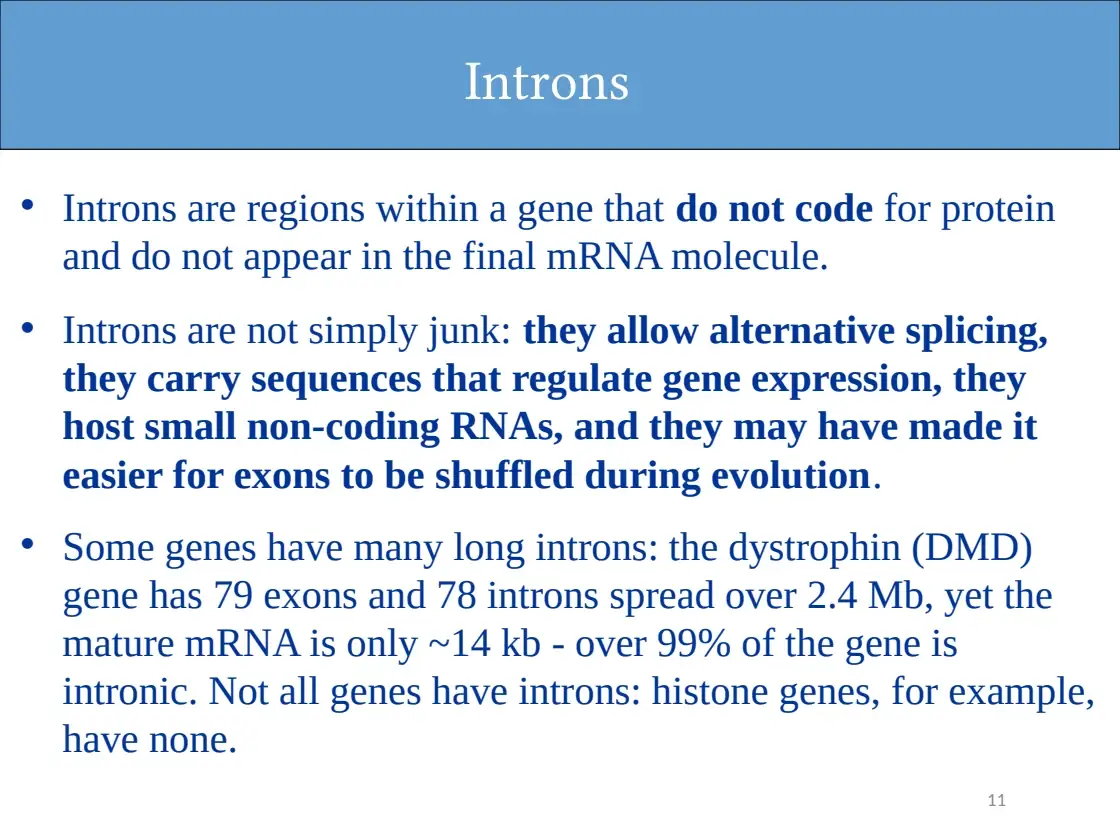 Introns
• Introns are regions within a gene that do not code for protein
and do not appear in the final mRNA molecule.
• Introns are not simply junk: they allow alternative splicing,
they carry sequences that regulate gene expression, they
host small non-coding RNAs, and they may have made it
easier for exons to be shuffled during evolution.
• Some genes have many long introns: the dystrophin (DMD)
gene has 79 exons and 78 introns spread over 2.4 Mb, yet the
mature mRNA is only ~14 kb - over 99% of the gene is
intronic. Not all genes have introns: histone genes, for example,
have none.
11